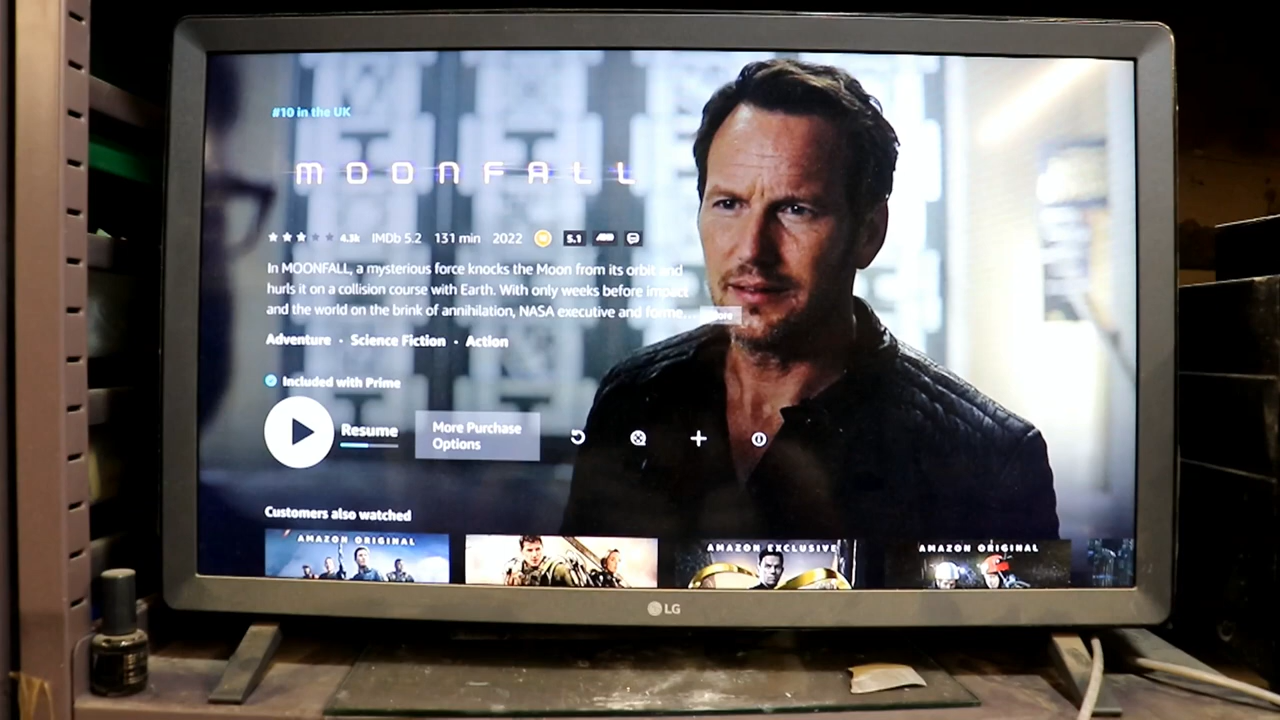 #10 in the UK
MOONFALL
4.3k IMDb 5.2 131 min 2022 5.1
In MOONFALL, a mysterious force knocks the Moon from its orbit and
hurls it on a collision course with Earth. With only weeks before impact
and the world on the brink of annihilation, NASA executive and forme...
Adventure · Science Fiction · Action
Included with Prime
Resume
More Purchase
Options
Customers also watched
AMAZON ORIGINAL
AMAZON EXCLUSIVE
AMAZON ORIGINAL
LG